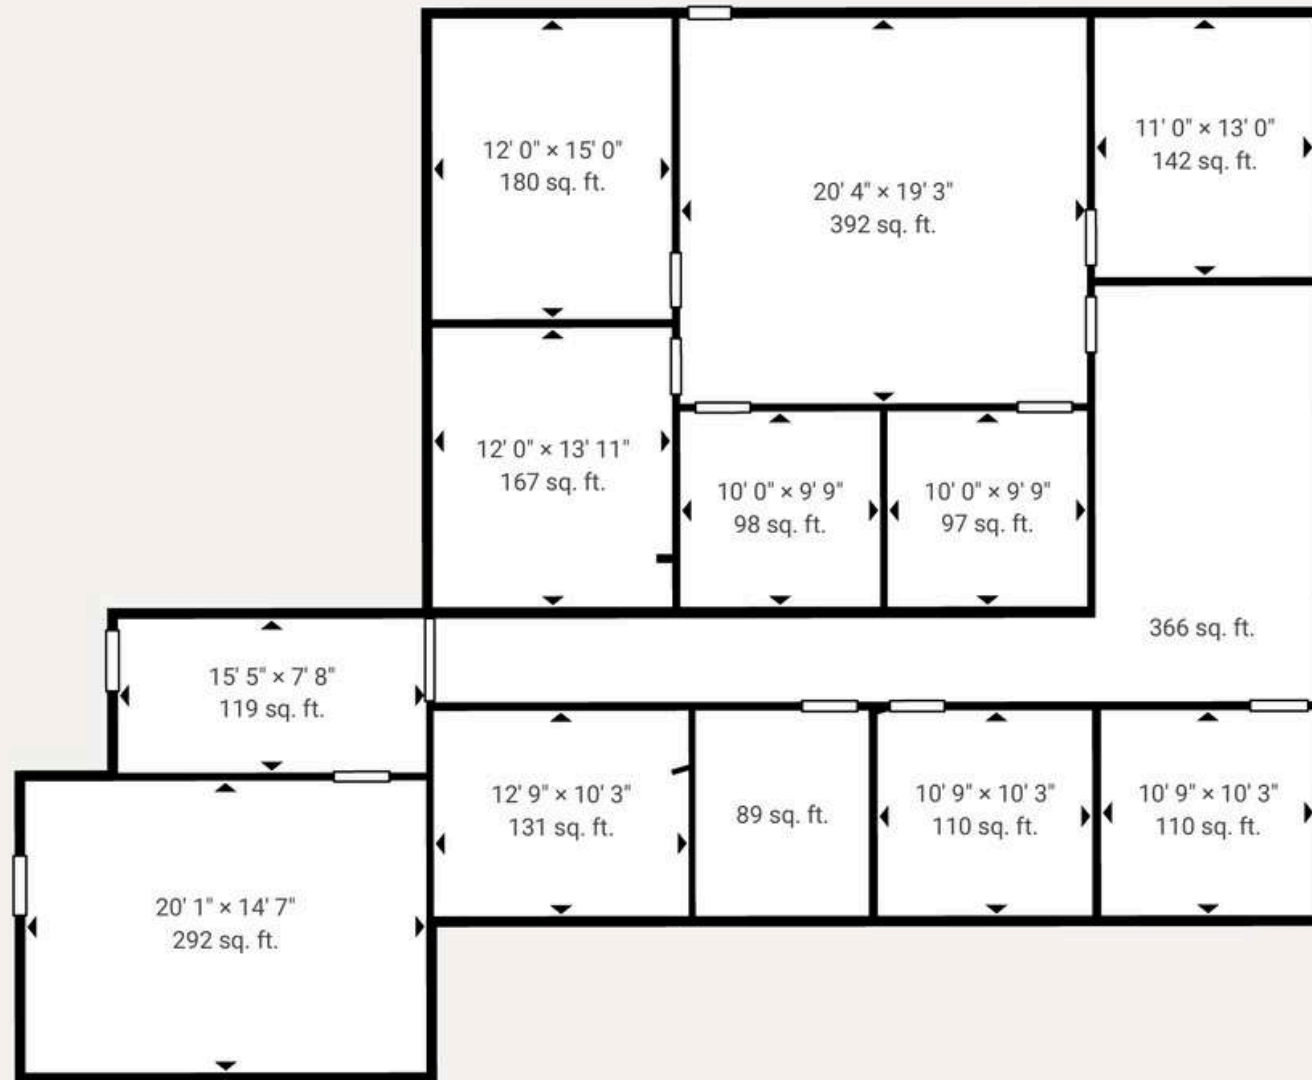 12' 0" × 15' 0"
180 sq. ft.
20' 4" × 19' 3"
392 sq. ft.
11' 0" × 13' 0"
142 sq. ft.
12' 0" × 13' 11"
167 sq. ft.
10' 0" × 9' 9"
98 sq. ft.
10' 0" × 9' 9"
97 sq. ft.
366 sq. ft.
15' 5" × 7' 8"
119 sq. ft.
12' 9" × 10' 3"
131 sq. ft.
89 sq. ft.
10' 9" × 10' 3"
110 sq. ft.
10' 9" × 10' 3"
110 sq. ft.
20' 1" × 14' 7"
292 sq. ft.